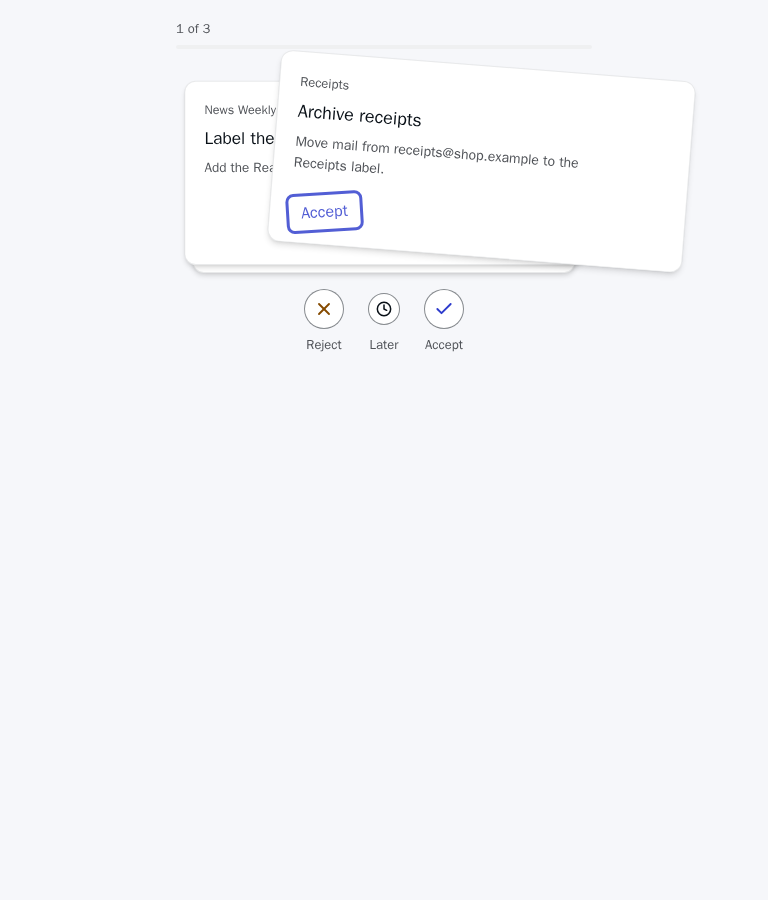 1 of 3
Receipts
Archive receipts
Move mail from receipts@shop.example to the
Receipts label.
Accept
News Weekly
Label the
Add the
Reject
Later
Accept